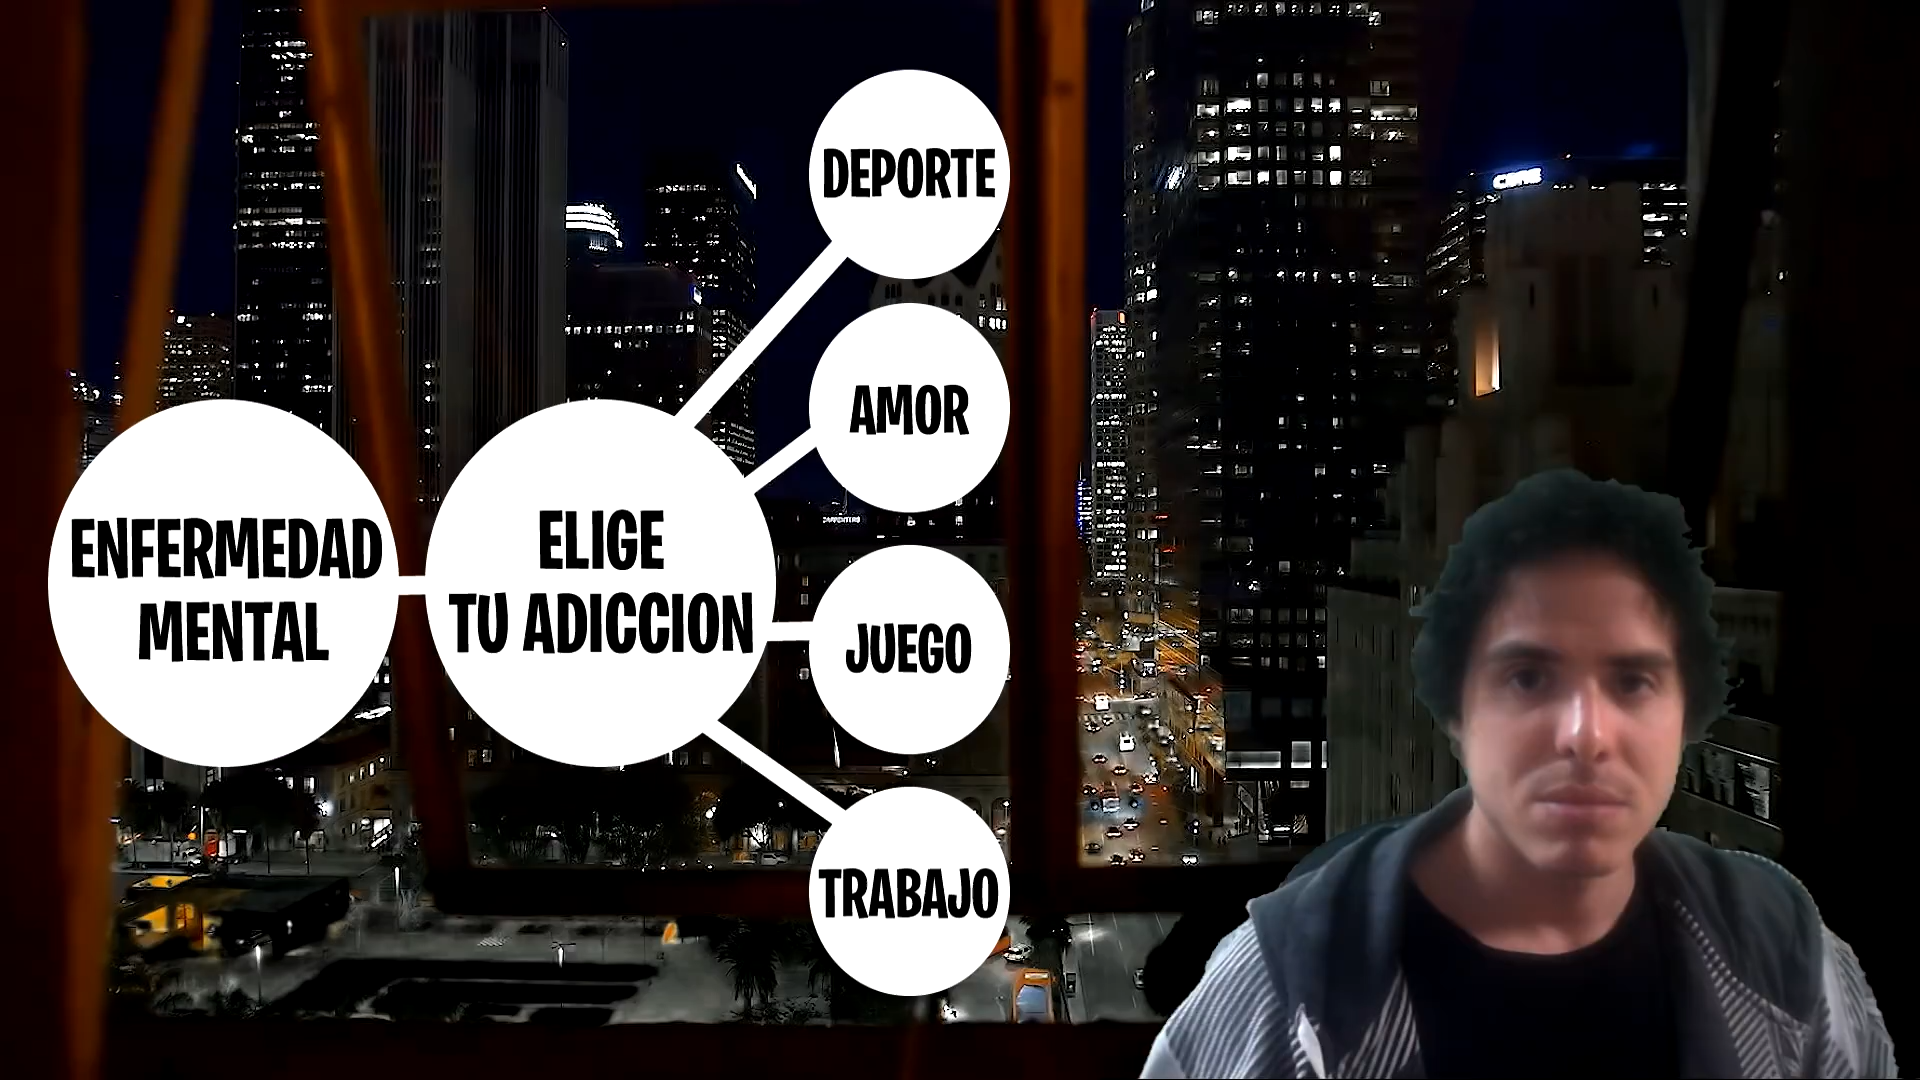 ENFERMEDAD
MENTAL
ELIGE
TU ADICCION
DEPORTE
AMOR
JUEGO
TRABAJO